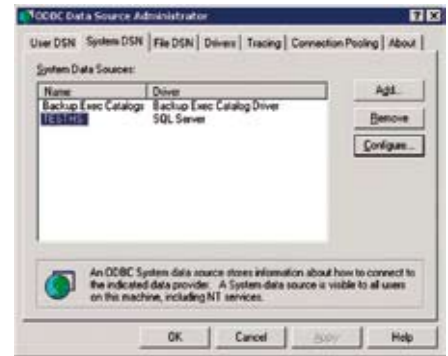 ODBC Data Source Administrator
User DSN System DSN File DSN Drivers Tracing Connection Pooling About
System Data Sources:
Name Driver
Backup Exec Catalogs Backup Exec Catalog Driver
SQL Server
Add...
Remove
Configure...
An ODBC System data source stores information about how to connect to
the indicated data provider. A System data source is visible to all users
on this machine, including NT services.
OK Cancel Apply Help